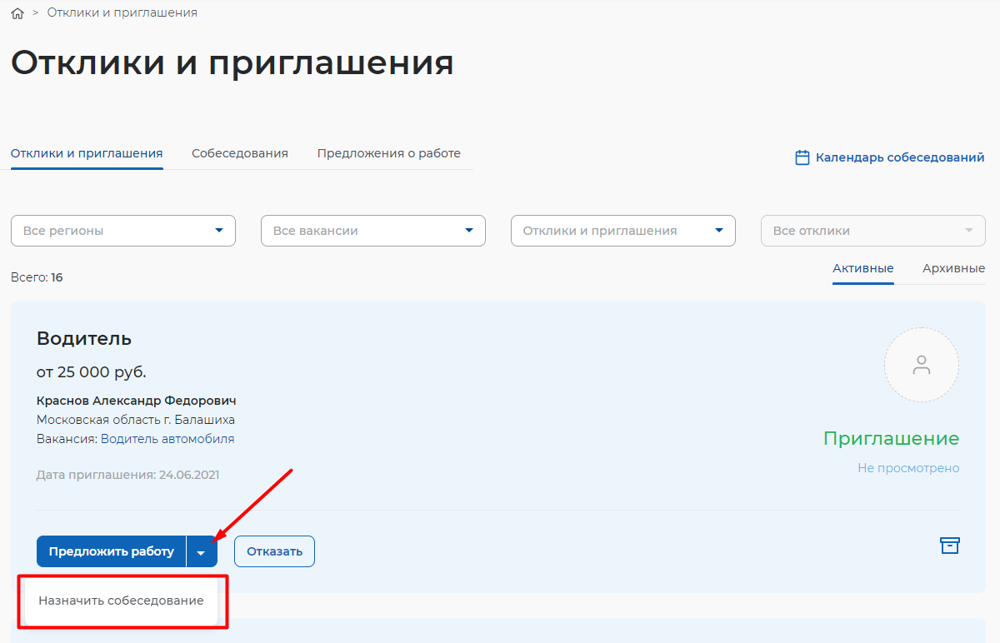 > Отклики и приглашения
Отклики и приглашения
Отклики и приглашения Собеседования Предложения о работе
Календарь собеседований
Все регионы Все вакансии Отклики и приглашения Все отклики
Активные Архивные
Всего: 16
Водитель
от 25 000 руб.
Краснов Александр Федорович
Московская область г. Балашиха
Вакансия: Водитель автомобиля
Приглашение
Не просмотрено
Дата приглашения: 24.06.2021
Предложить работу Отказать
Назначить собеседование